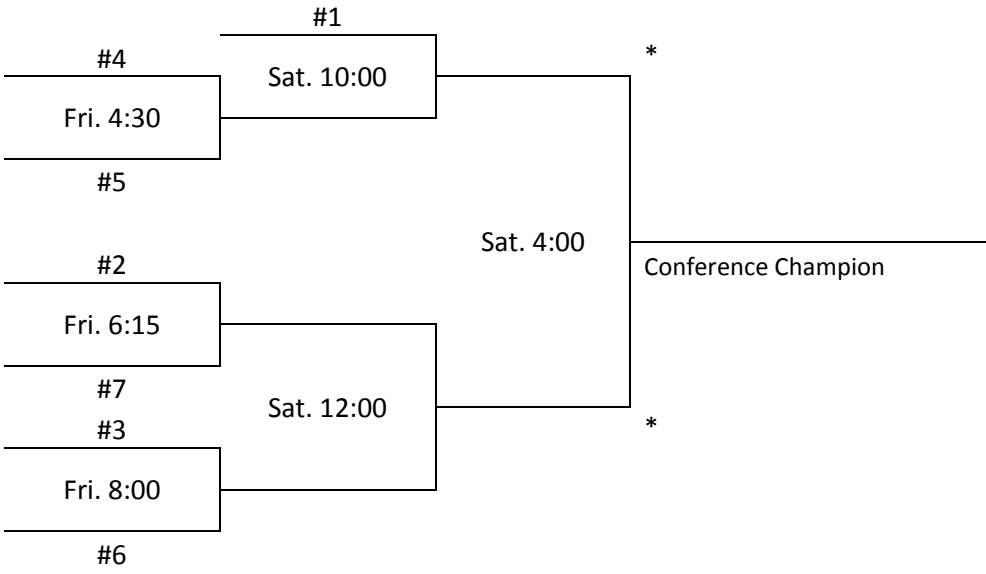 #1
*
#4
Sat. 10:00
Fri. 4:30
#5
Sat. 4:00
#2
Conference Champion
Fri. 6:15
#7
Sat. 12:00
*
#3
Fri. 8:00
#6